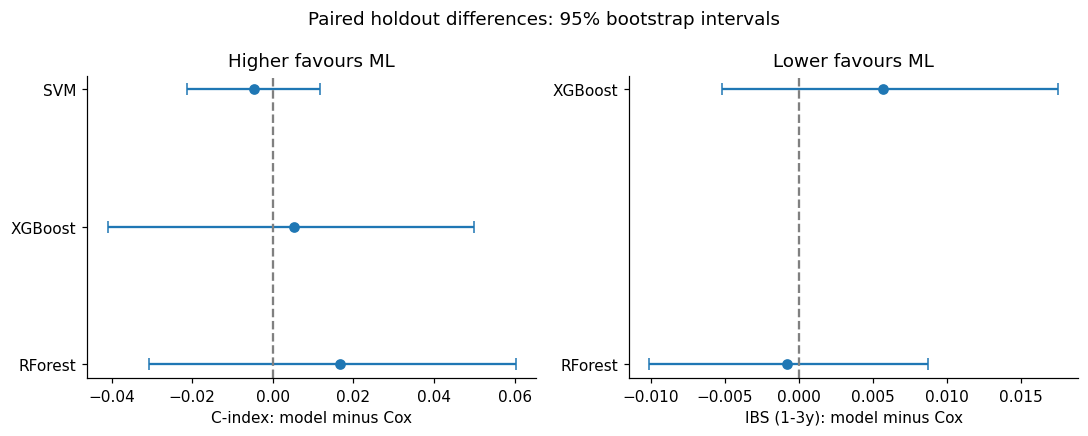 Paired holdout differences: 95% bootstrap intervals
Higher favours ML
SVM
XGBoost
RForest
−0.04 −0.02 0.00 0.02 0.04 0.06
C-index: model minus Cox
Lower favours ML
XGBoost
RForest
−0.010 −0.005 0.000 0.005 0.010 0.015
IBS (1-3y): model minus Cox